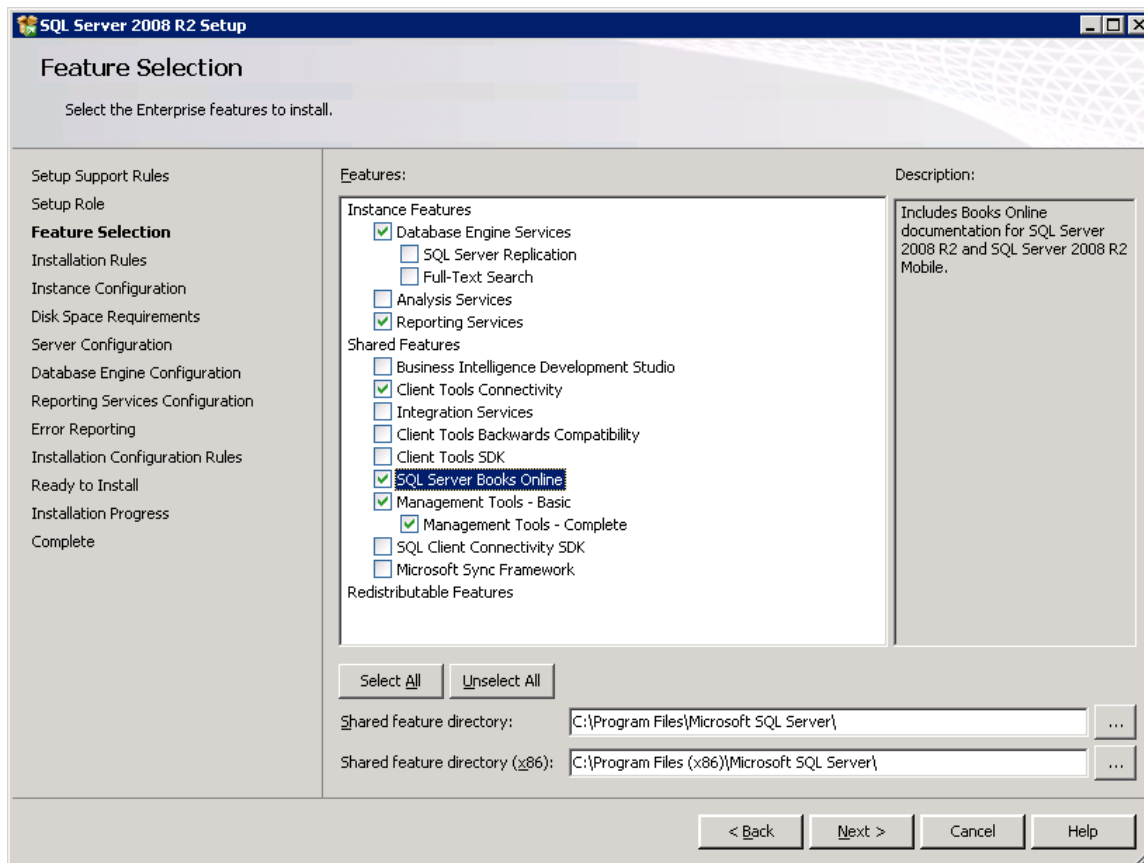 SQL Server 2008 R2 Setup
Feature Selection
Select the Enterprise features to install.
Setup Support Rules
Setup Role
Feature Selection
Installation Rules
Instance Configuration
Disk Space Requirements
Server Configuration
Database Engine Configuration
Reporting Services Configuration
Error Reporting
Installation Configuration Rules
Ready to Install
Installation Progress
Complete
Features:
Instance Features
Database Engine Services
SQL Server Replication
Full-Text Search
Analysis Services
Reporting Services
Shared Features
Business Intelligence Development Studio
Client Tools Connectivity
Integration Services
Client Tools Backwards Compatibility
Client Tools SDK
SQL Server Books Online
Management Tools - Basic
Management Tools - Complete
SQL Client Connectivity SDK
Microsoft Sync Framework
Redistributable Features
Description:
Includes Books Online
documentation for SQL Server
2008 R2 and SQL Server 2008 R2
Mobile.
Select All
Unselect All
Shared feature directory:
C:\Program Files\Microsoft SQL Server\
...
Shared feature directory (x86):
C:\Program Files (x86)\Microsoft SQL Server\
...
< Back
Next >
Cancel
Help